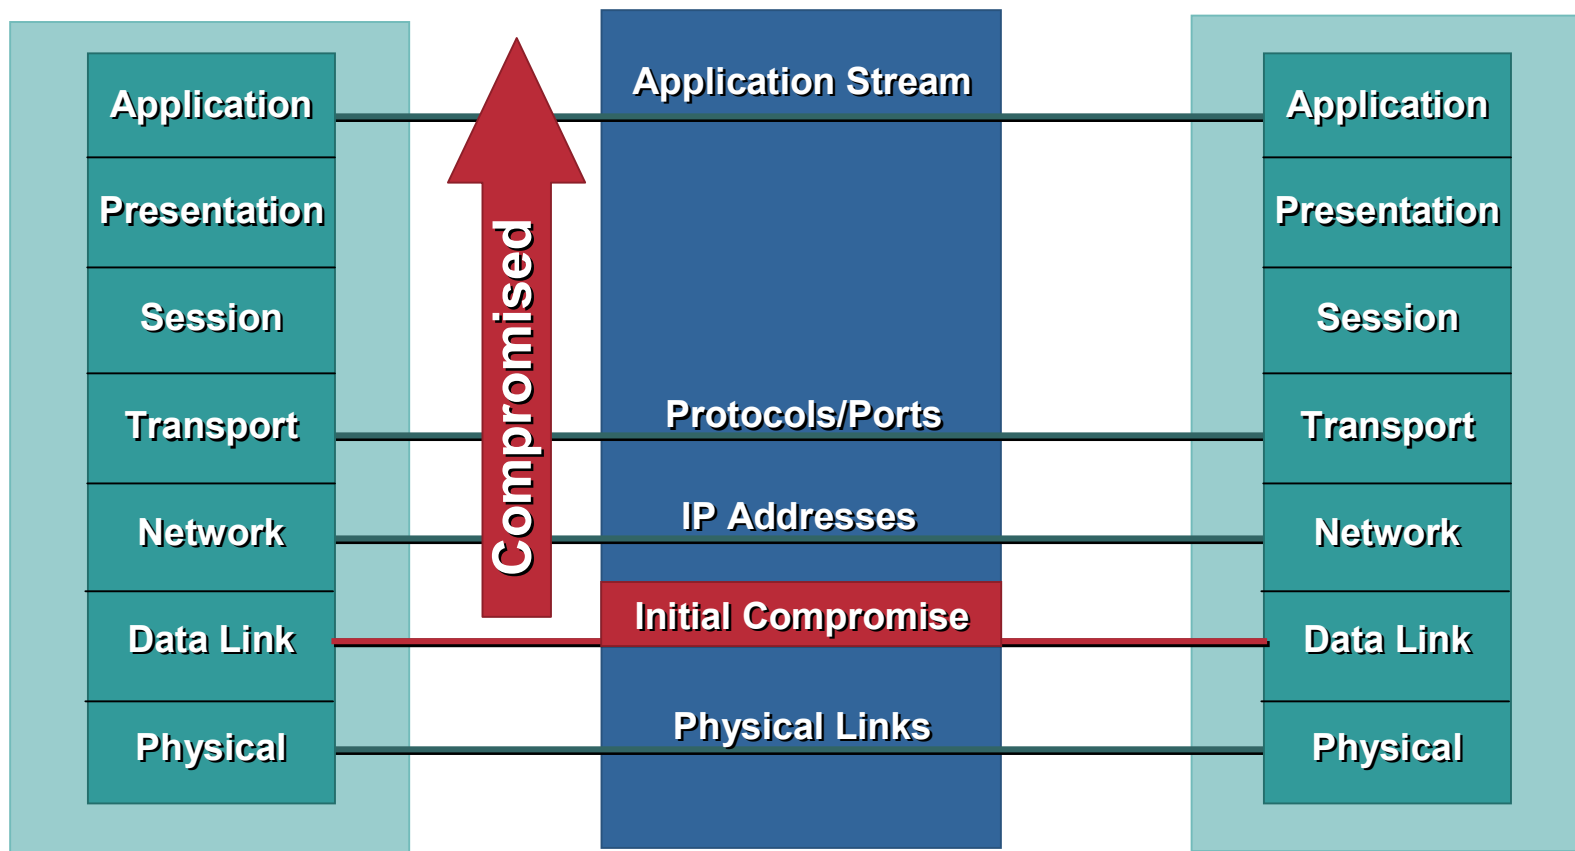 Application
Presentation
Session
Transport
Network
Data Link
Physical
Compromised
Application Stream
Protocols/Ports
IP Addresses
Initial Compromise
Physical Links
Application
Presentation
Session
Transport
Network
Data Link
Physical